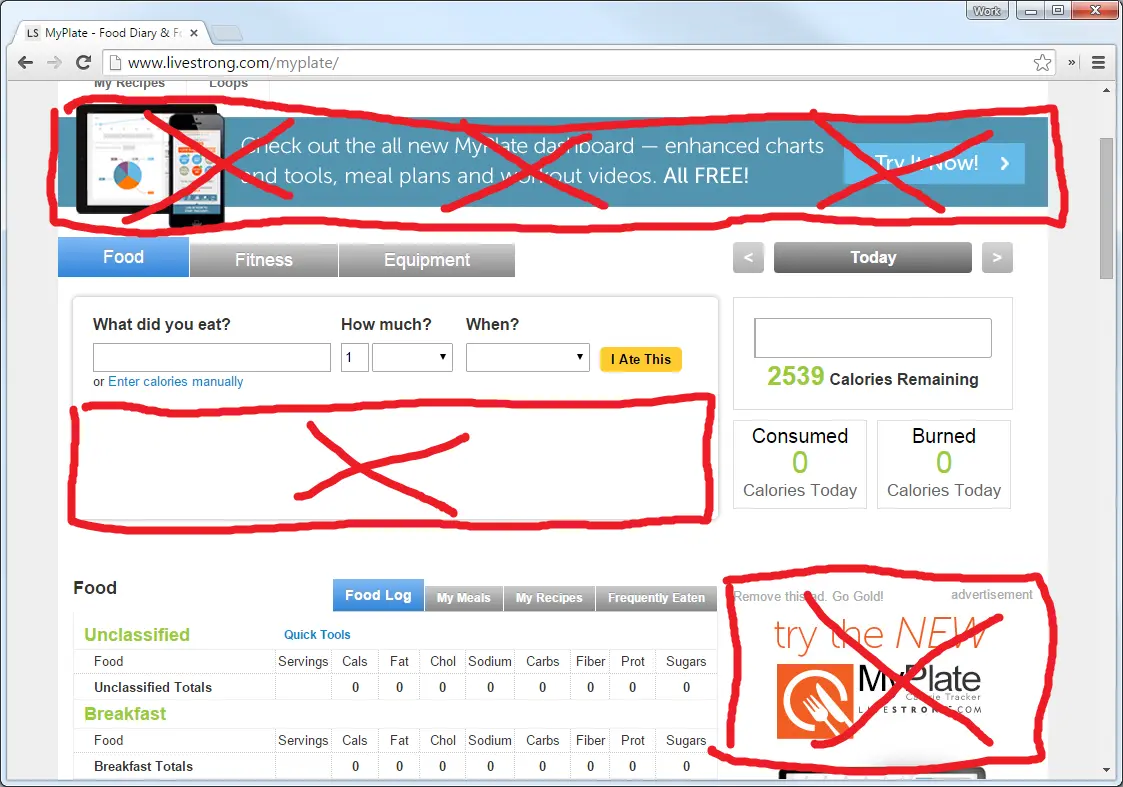 Work
LS MyPlate - Food Diary & F
www.livestrong.com/myplate/
My Recipes Loops
Check out the all new MyPlate dashboard — enhanced charts
and tools, meal plans and workout videos. All FREE!
Try It Now! >
Food Fitness Equipment
< Today >
What did you eat? How much? When?
1 I Ate This
or Enter calories manually
2539 Calories Remaining
Consumed Burned
0 0
Calories Today Calories Today
Food Food Log My Meals My Recipes Frequently Eaten
Unclassified Quick Tools
Food Servings Cals Fat Chol Sodium Carbs Fiber Prot Sugars
Unclassified Totals 0 0 0 0 0 0 0 0
Breakfast
Food Servings Cals Fat Chol Sodium Carbs Fiber Prot Sugars
Breakfast Totals 0 0 0 0 0 0 0 0
Remove this ad. Go Gold! advertisement
try the NEW
MyPlate
Calorie Tracker
LIVESTRONG.COM